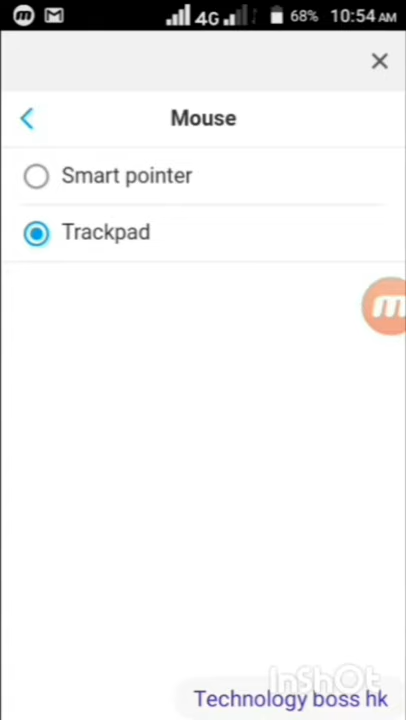 4G 68% 10:54 AM
Mouse
Smart pointer
Trackpad
m
InShOt
Technology boss hk